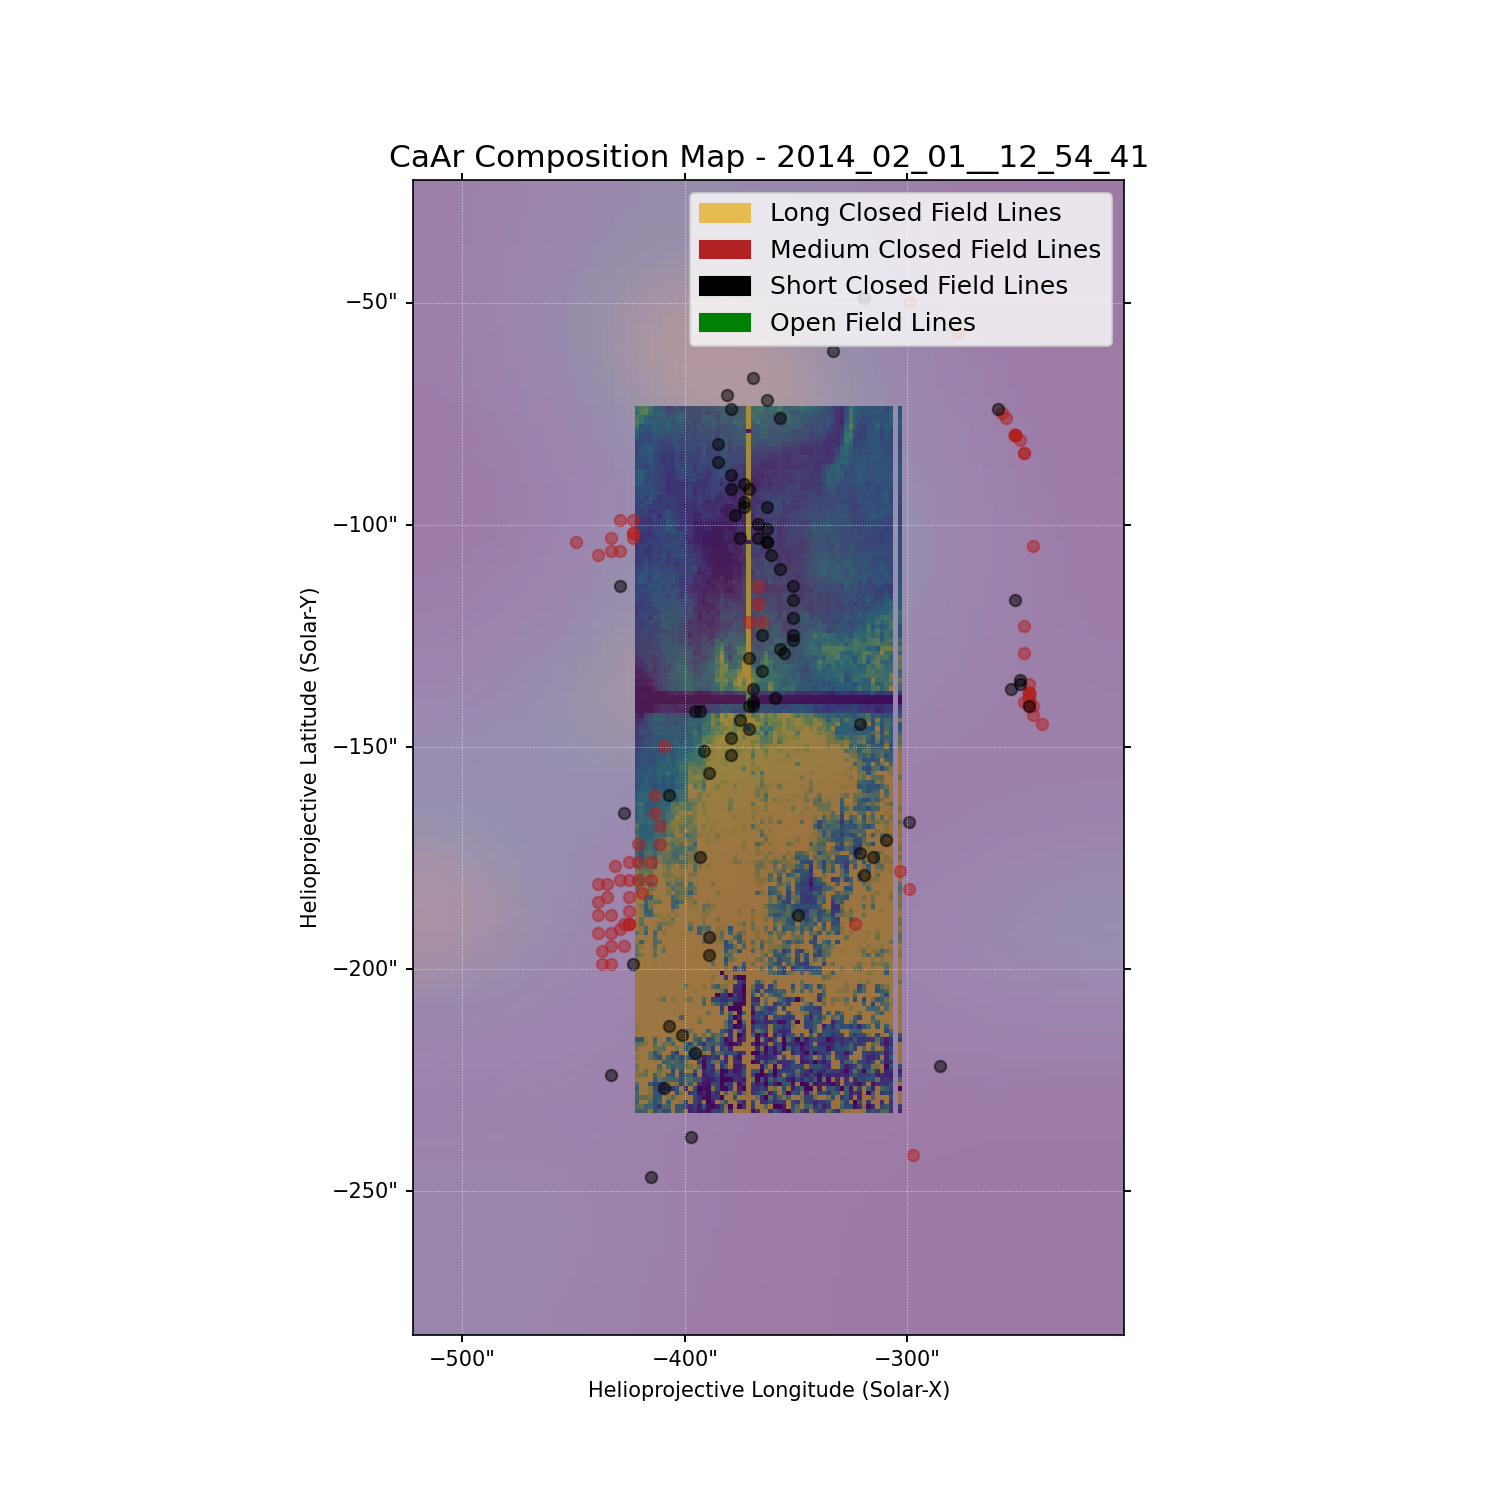 CaAr Composition Map - 2014_02_01__12_54_41
Long Closed Field Lines
Medium Closed Field Lines
Short Closed Field Lines
Open Field Lines
−50"
−100"
−150"
−200"
−250"
Helioprojective Latitude (Solar-Y)
−500" −400" −300"
Helioprojective Longitude (Solar-X)